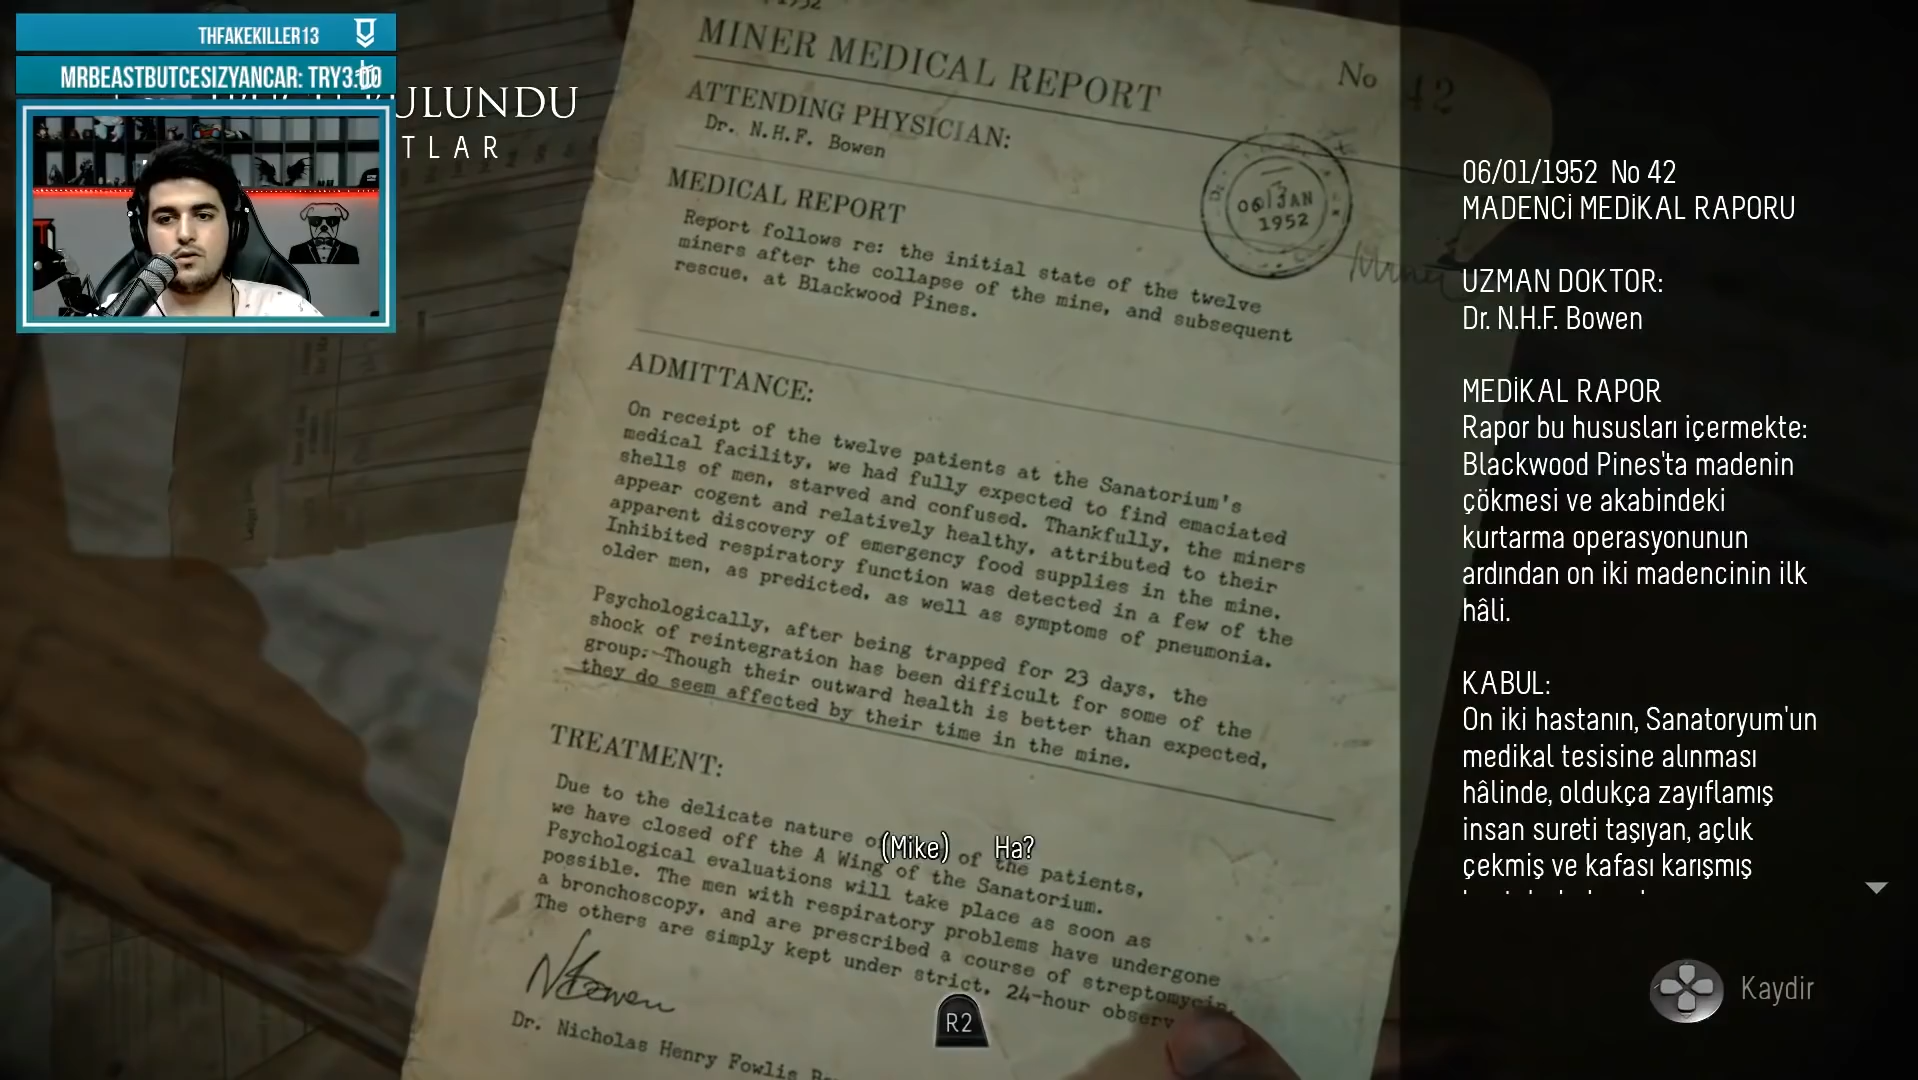 THFAKEKILLER13
MRBEASTBUTCESIZYANCAR: TRY3.00
ULUNDU
TLAR
MINER MEDICAL REPORT
No 42
ATTENDING PHYSICIAN:
Dr. N.H.F. Bowen
MEDICAL REPORT
Report follows re: the initial state of the twelve
miners after the collapse of the mine, and subsequent
rescue, at Blackwood Pines.
1952
ADMITTANCE:
On receipt of the twelve patients at the Sanatorium's
medical facility, we had fully expected to find emaciated
shells of men, starved and confused. Thankfully, the miners
appear cogent and relatively healthy, attributed to their
apparent discovery of emergency food supplies in the mine.
Inhibited respiratory function was detected in a few of the
older men, as predicted, as well as symptoms of pneumonia.
Psychologically, after being trapped for 23 days, the
shock of reintegration has been difficult for some of the
group. Though their outward health is better than expected,
they do seem affected by their time in the mine.
TREATMENT:
Due to the delicate nature of the patients,
we have closed off the A Wing of the Sanatorium.
Psychological evaluations will take place as soon as
possible. The men with respiratory problems have undergone
a bronchoscopy, and are prescribed a course of streptomycin.
The others are simply kept under strict, 24-hour observ
Dr. Nicholas Henry Fowlis
(Mike) Ha?
R2
06/01/1952 No 42
MADENCİ MEDİKAL RAPORU
UZMAN DOKTOR:
Dr. N.H.F. Bowen
MEDİKAL RAPOR
Rapor bu hususları içermekte:
Blackwood Pines'ta madenin
çökmesi ve akabindeki
kurtarma operasyonunun
ardından on iki madencinin ilk
hâli.
KABUL:
On iki hastanın, Sanatoryum'un
medikal tesisine alınması
hâlinde, oldukça zayıflamış
insan sureti taşıyan, açlık
çekmiş ve kafası karışmış
Kaydir